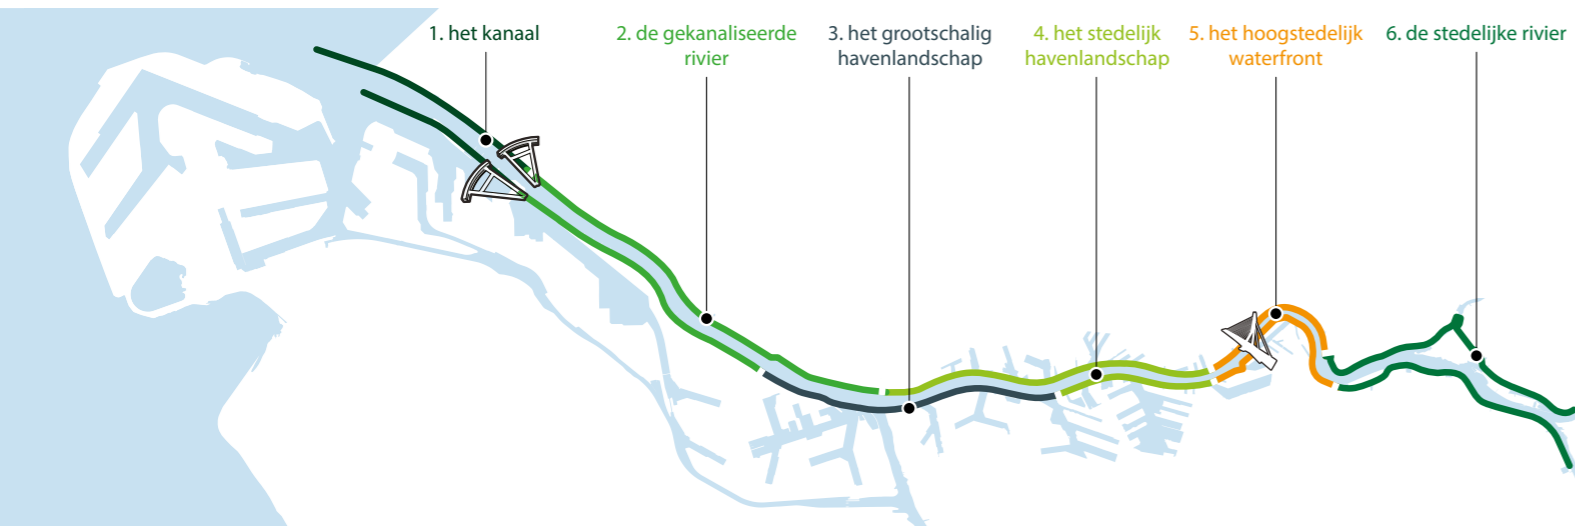 1. het kanaal
2. de gekanaliseerde
rivier
3. het grootschalig
havenlandschap
4. het stedelijk
havenlandschap
5. het hoogstedelijk
waterfront
6. de stedelijke rivier